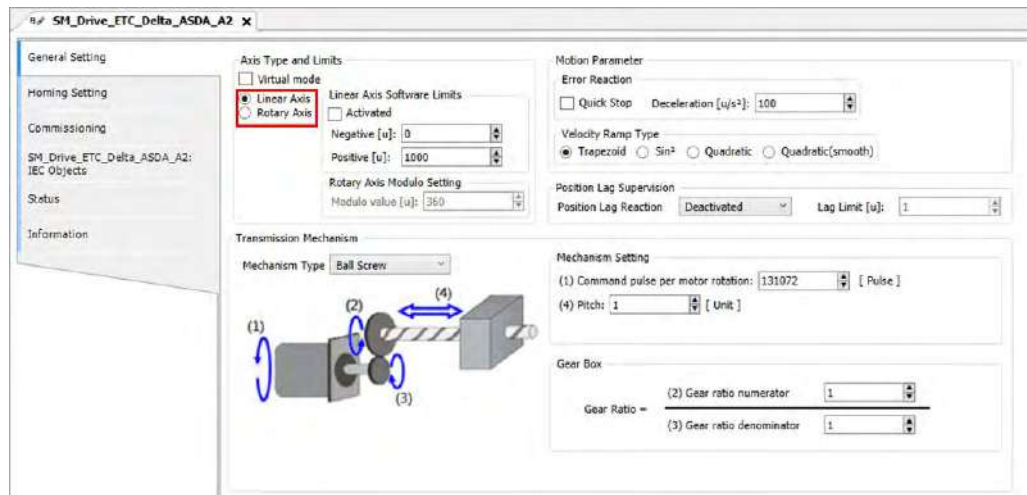 SM_Drive_ETC_Delta_ASDA_A2 X
General Setting
Homing Setting
Commissioning
SM_Drive_ETC_Delta_ASDA_A2:
IEC Objects
Status
Information
Axis Type and Limits
Virtual mode
Linear Axis
Rotary Axis
Linear Axis Software Limits
Activated
Negative [u]: 0
Positive [u]: 1000
Rotary Axis Modulo Setting
Modulo value [u]: 360
Motion Parameter
Error Reaction
Quick Stop Deceleration [u/s²]: 100
Velocity Ramp Type
Trapezoid Sin² Quadratic Quadratic(smooth)
Position Lag Supervision
Position Lag Reaction Deactivated Lag Limit [u]: 1
Transmission Mechanism
Mechanism Type Ball Screw
(1)
(2)
(4)
(3)
Mechanism Setting
(1) Command pulse per motor rotation: 131072 [ Pulse ]
(4) Pitch: 1 [ Unit ]
Gear Box
Gear Ratio =
(2) Gear ratio numerator 1
(3) Gear ratio denominator 1